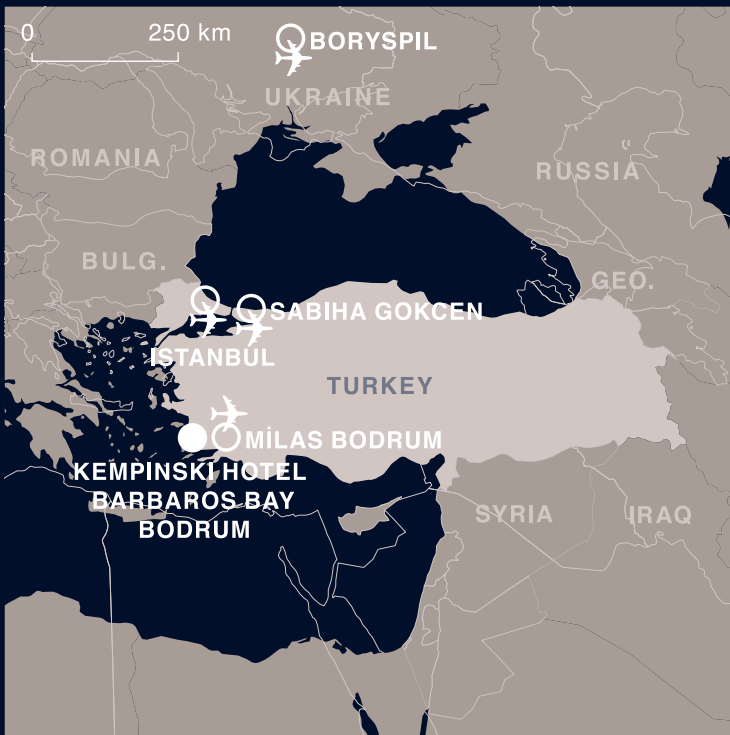 0 250 km
BORYSPIL
UKRAINE
ROMANIA
RUSSIA
BULG.
GEO.
SABIHA GOKCEN
ISTANBUL
TURKEY
MİLAS BODRUM
KEMPINSKI HOTEL
BARBAROS BAY
BODRUM
SYRIA
IRAQ